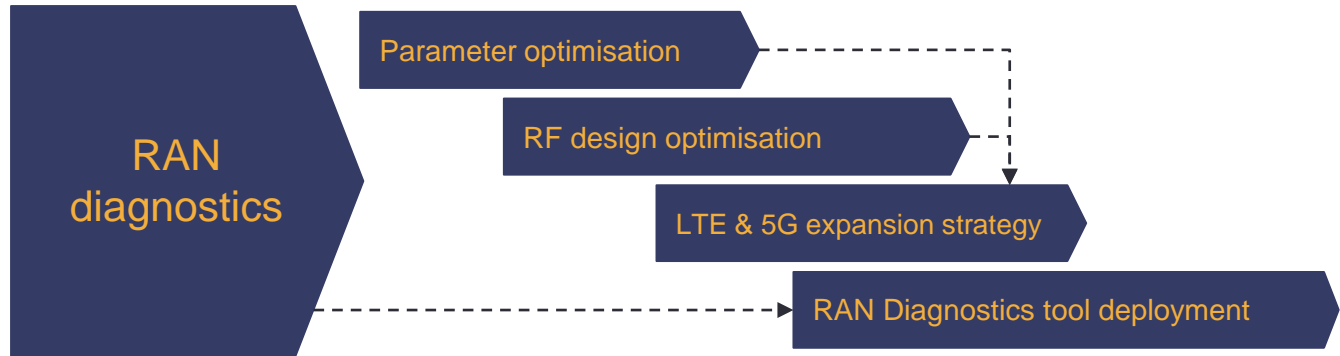 RAN
diagnostics
Parameter optimisation
RF design optimisation
LTE & 5G expansion strategy
RAN Diagnostics tool deployment